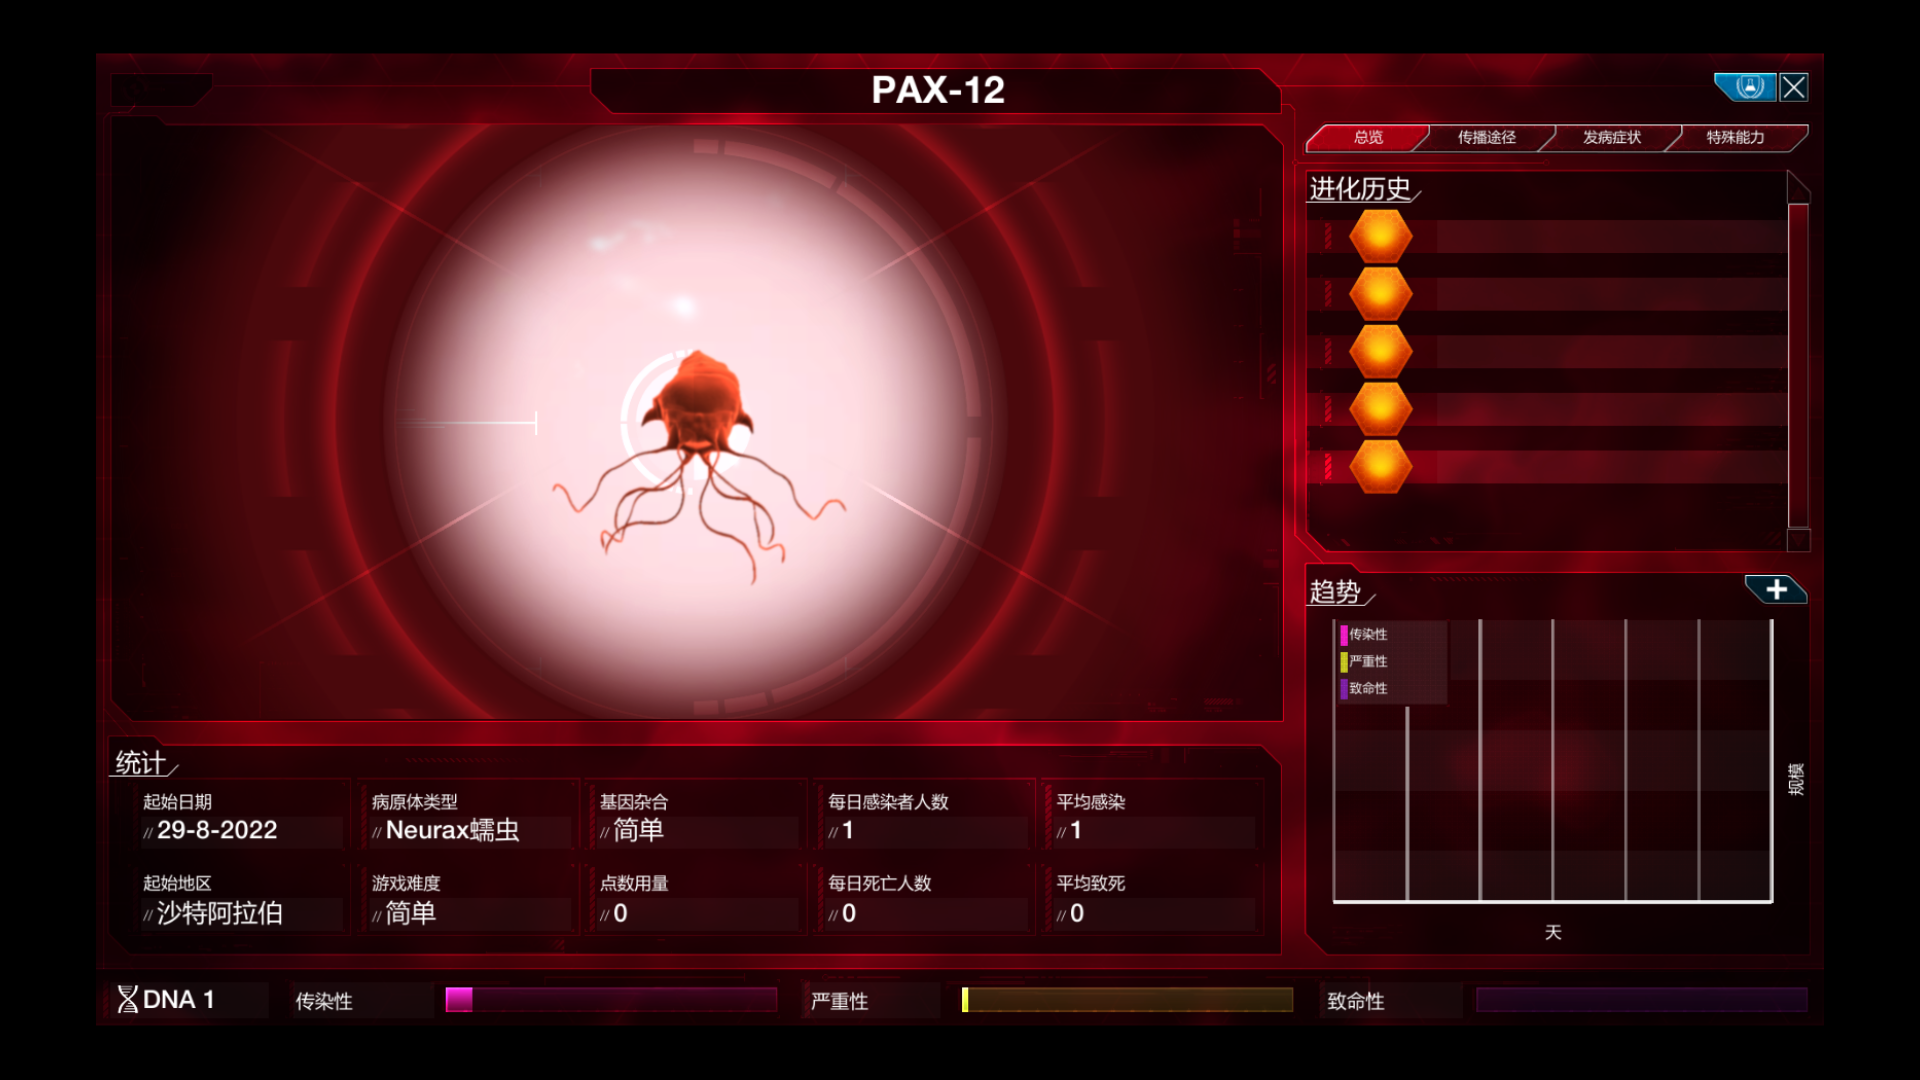 PAX-12
总览
传播途径
发病症状
特殊能力
进化历史
趋势
传染性
严重性
致命性
规模
天
统计
起始日期
// 29-8-2022
病原体类型
// Neurax蠕虫
基因杂合
// 简单
每日感染者人数
// 1
平均感染
// 1
起始地区
// 沙特阿拉伯
游戏难度
// 简单
点数用量
// 0
每日死亡人数
// 0
平均致死
// 0
DNA 1
传染性
严重性
致命性